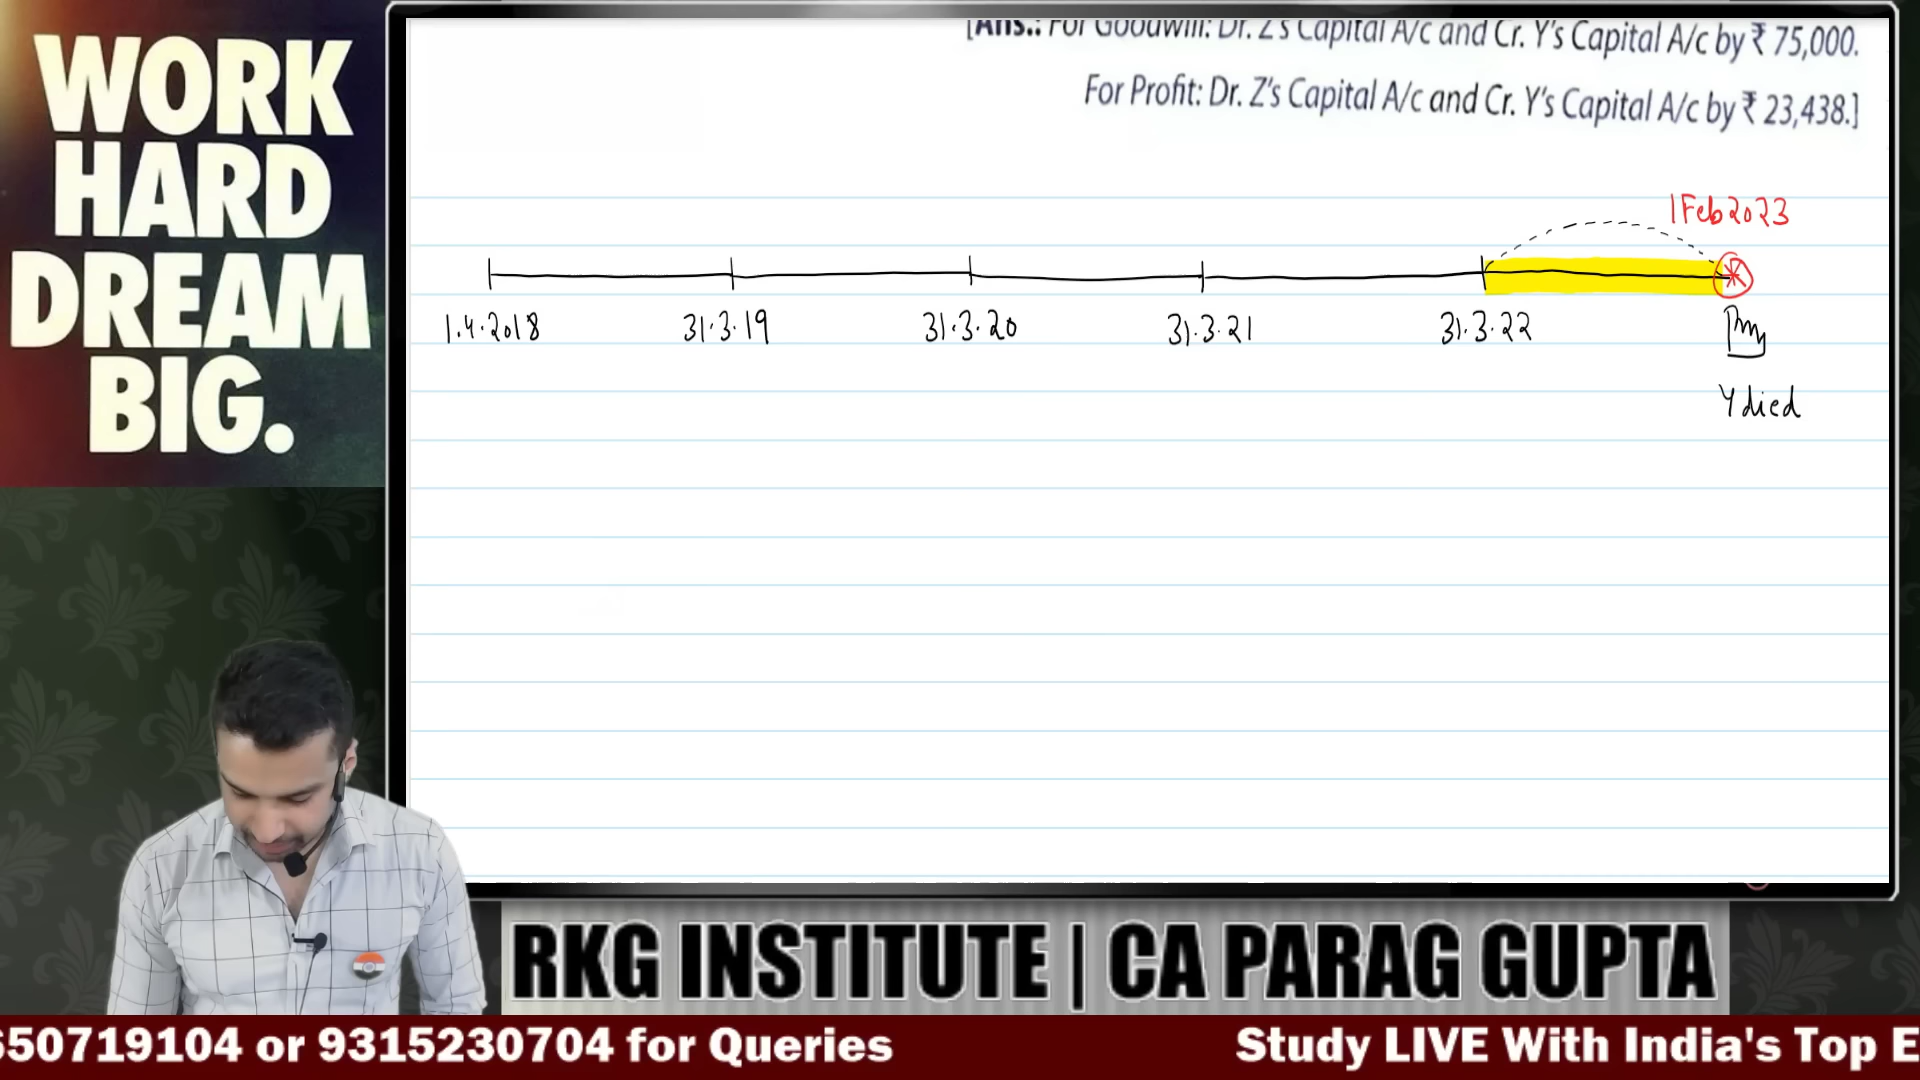 WORK
HARD
DREAM
BIG.
[Ans.: For Goodwill: Dr. Z's Capital A/c and Cr. Y's Capital A/c by ₹ 75,000.
For Profit: Dr. Z's Capital A/c and Cr. Y's Capital A/c by ₹ 23,438.]
1 Feb 2023
1.4.2018 31.3.19 31.3.20 31.3.21 31.3.22
Y died
RKG INSTITUTE | CA PARAG GUPTA
650719104 or 9315230704 for Queries Study LIVE With India's Top E